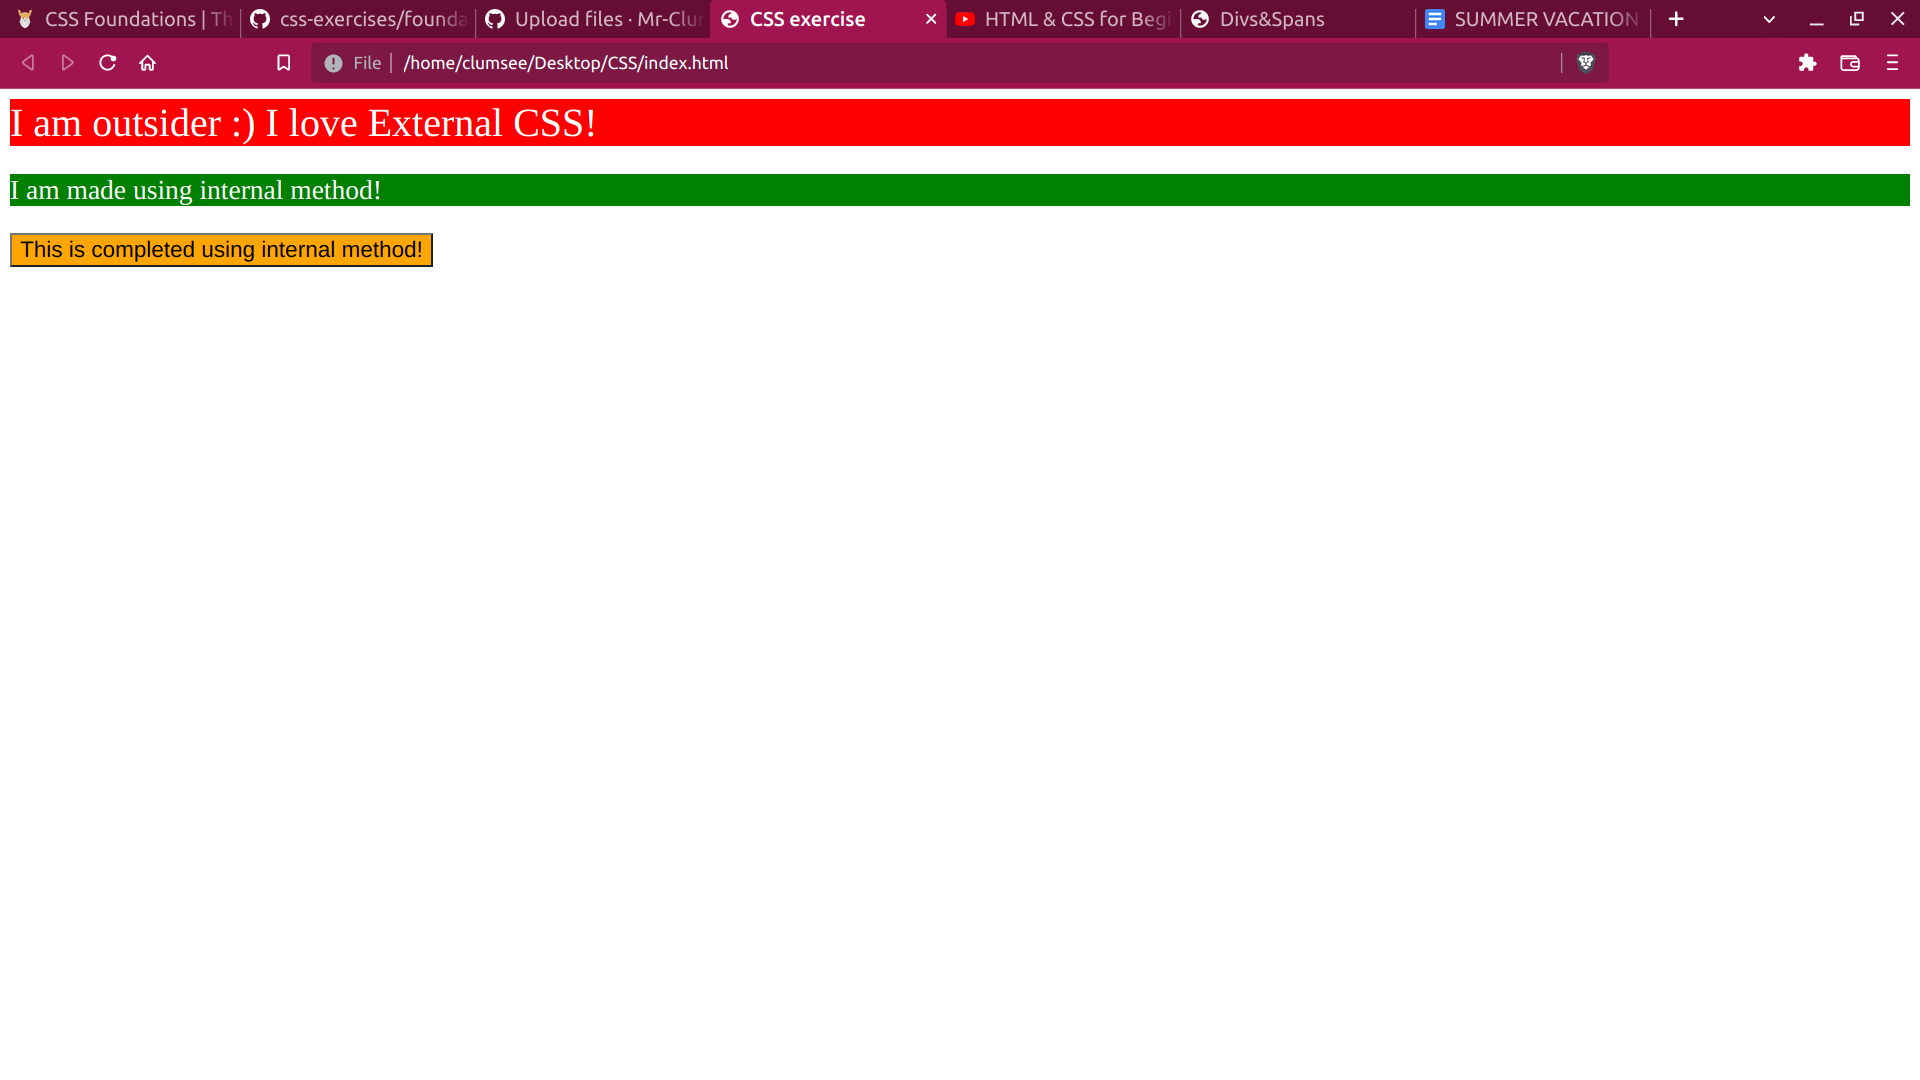 CSS Foundations | Th
css-exercises/founda
Upload files · Mr-Clur
CSS exercise
HTML & CSS for Begi
Divs&Spans
SUMMER VACATION
File
/home/clumsee/Desktop/CSS/index.html
I am outsider :) I love External CSS!
I am made using internal method!
This is completed using internal method!